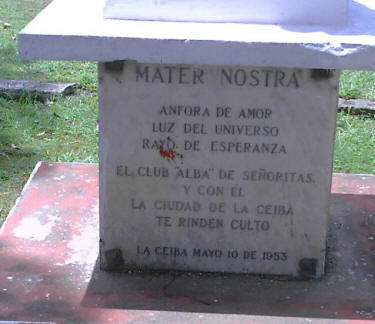 MATER NOSTRA
ANFORA DE AMOR
LUZ DEL UNIVERSO
RAYO DE ESPERANZA
EL CLUB "ALBA" DE SEÑORITAS,
Y CON EL
LA CIUDAD DE LA CEIBA
TE RINDEN CULTO
LA CEIBA MAYO 10 DE 1953